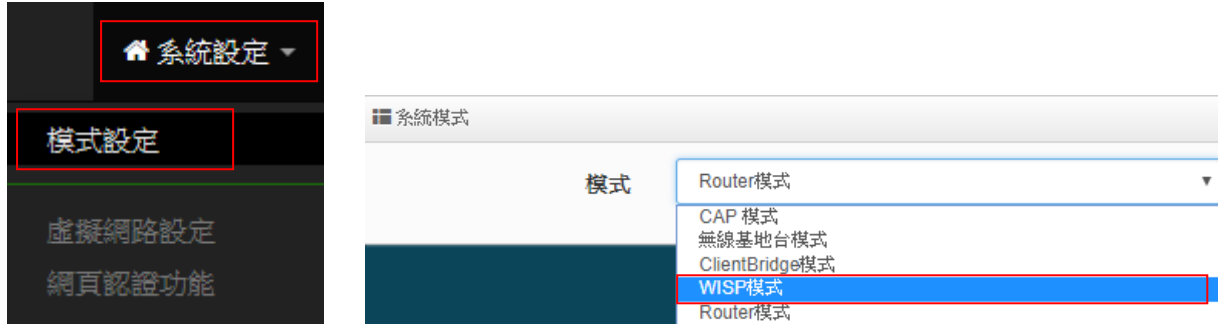 系統設定
模式設定
虛擬網路設定
網頁認證功能
系統模式
模式
Router模式
CAP 模式
無線基地台模式
ClientBridge模式
WISP模式
Router模式